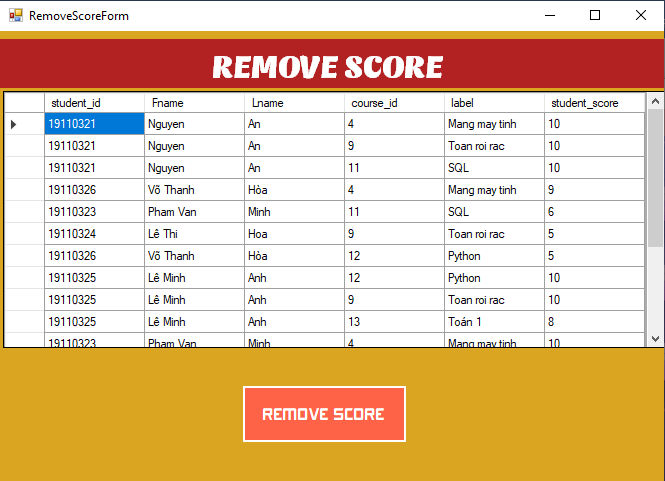 RemoveScoreForm
REMOVE SCORE
student_id Fname Lname course_id label student_score
19110321 Nguyen An 4 Mang may tinh 10
19110321 Nguyen An 9 Toan roi rac 10
19110321 Nguyen An 11 SQL 10
19110326 Võ Thanh Hòa 4 Mang may tinh 9
19110323 Pham Van Minh 11 SQL 6
19110324 Lê Thi Hoa 9 Toan roi rac 5
19110326 Võ Thanh Hòa 12 Python 5
19110325 Lê Minh Anh 12 Python 10
19110325 Lê Minh Anh 9 Toan roi rac 10
19110325 Lê Minh Anh 13 Toán 1 8
19110323 Pham Van Minh 4 Mang may tinh 10
REMOVE SCORE